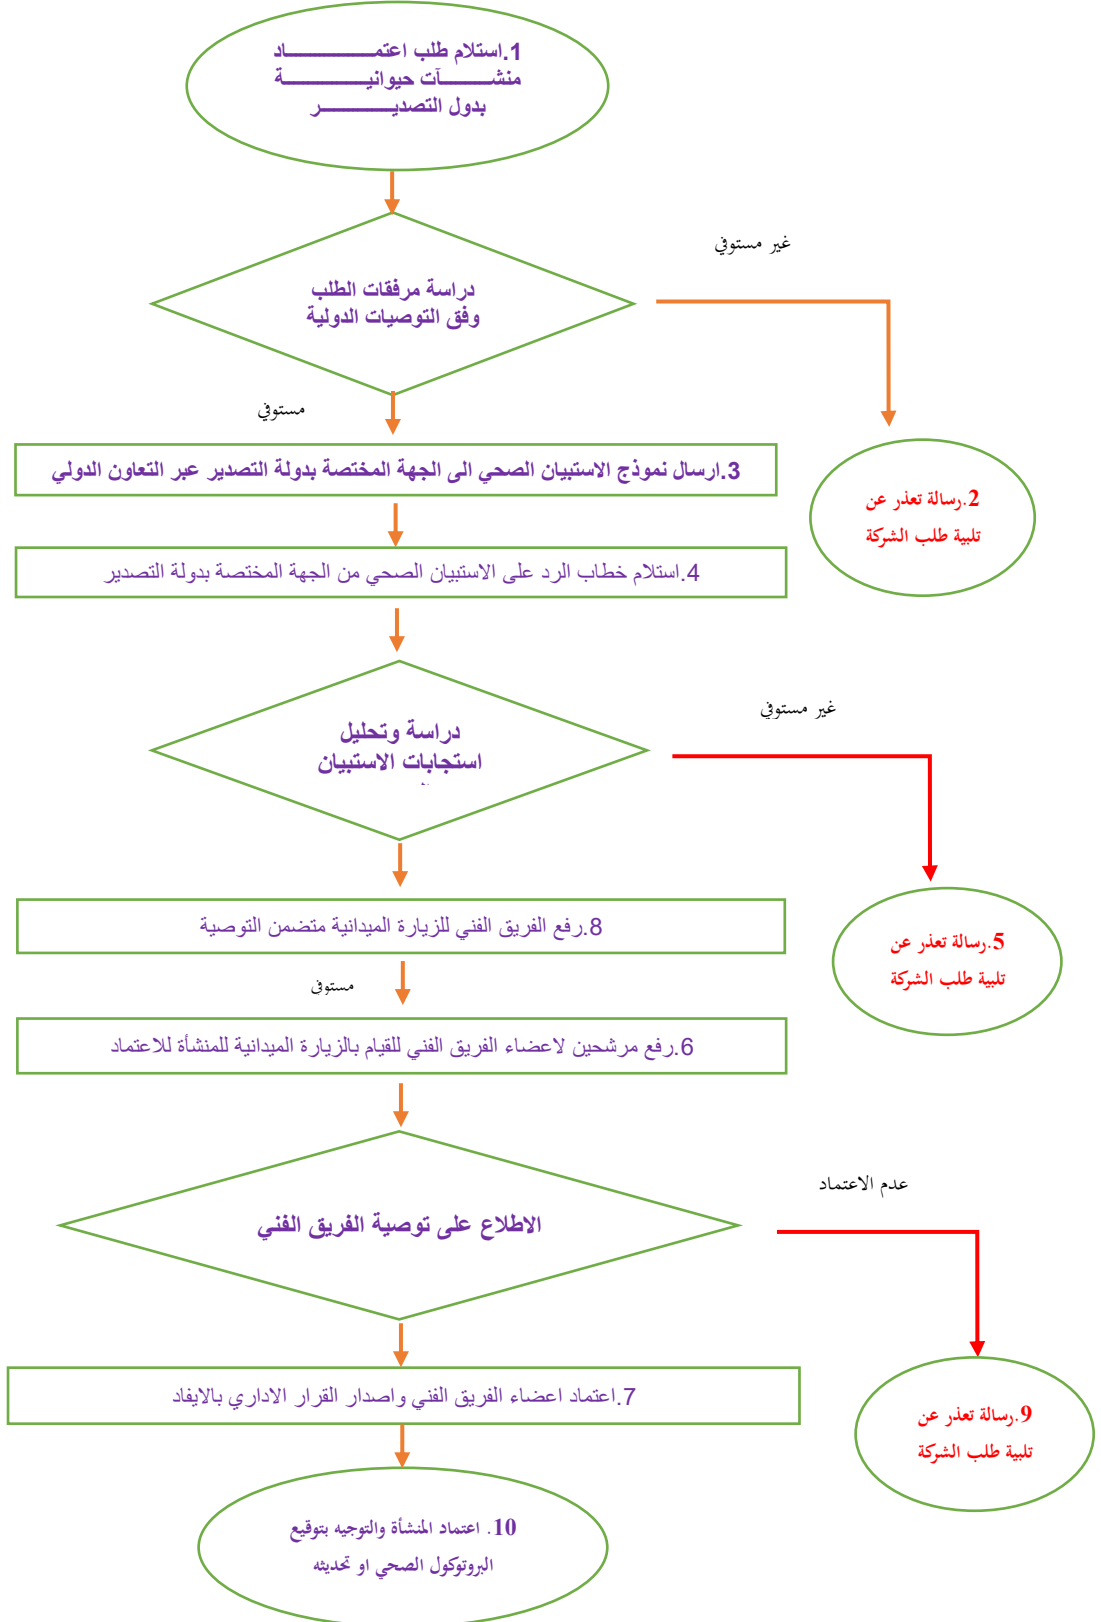 1.استلام طلب اعتمـــــــــــاد
منشـــــــآت حيوانيـــــــــــة
بدول التصديـــــــــــر
غير مستوفي
دراسة مرفقات الطلب
وفق التوصيات الدولية
مستوفي
3.ارسال نموذج الاستبيان الصحي الى الجهة المختصة بدولة التصدير عبر التعاون الدولي
2.رسالة تعذر عن
تلبية طلب الشركة
4.استلام خطاب الرد على الاستبيان الصحي من الجهة المختصة بدولة التصدير
غير مستوفي
دراسة وتحليل
استجابات الاستبيان
8.رفع الفريق الفني للزيارة الميدانية متضمن التوصية
5.رسالة تعذر عن
تلبية طلب الشركة
مستوفى
6.رفع مرشحين لاعضاء الفريق الفني للقيام بالزيارة الميدانية للمنشأة للاعتماد
عدم الاعتماد
الاطلاع على توصية الفريق الفني
7.اعتماد اعضاء الفريق الفني واصدار القرار الاداري بالايفاد
9.رسالة تعذر عن
تلبية طلب الشركة
10. اعتماد المنشأة والتوجيه بتوقيع
البروتوكول الصحي او تحديثه